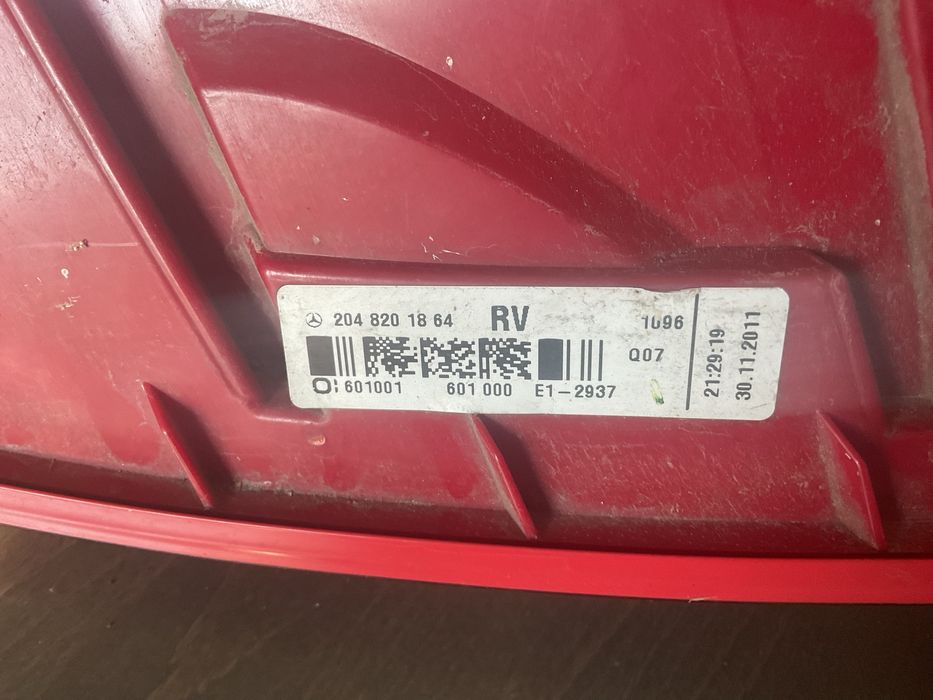 204 820 18 64 RV 1096
Q07
601001 601 000 E1-2937
21:29:19
30.11.2011